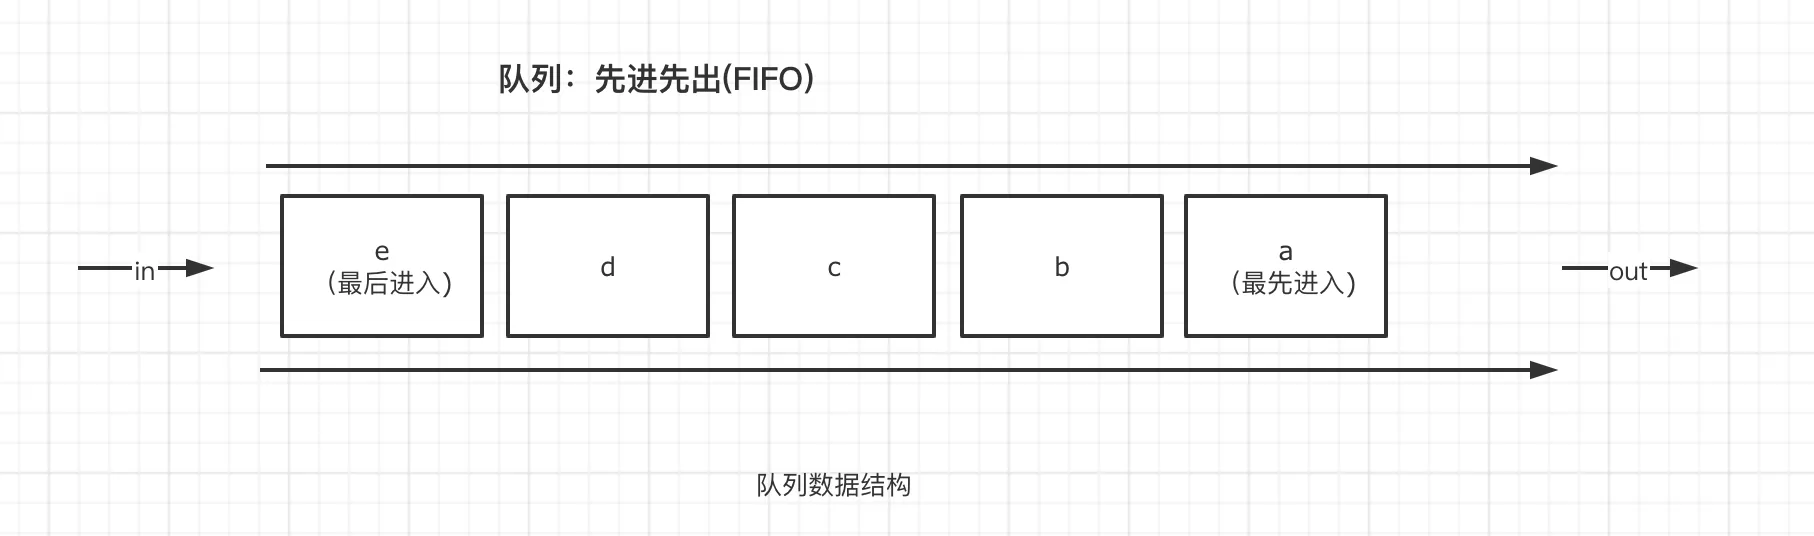 队列：先进先出(FIFO)
in
e
（最后进入）
d
c
b
a
（最先进入）
out
队列数据结构